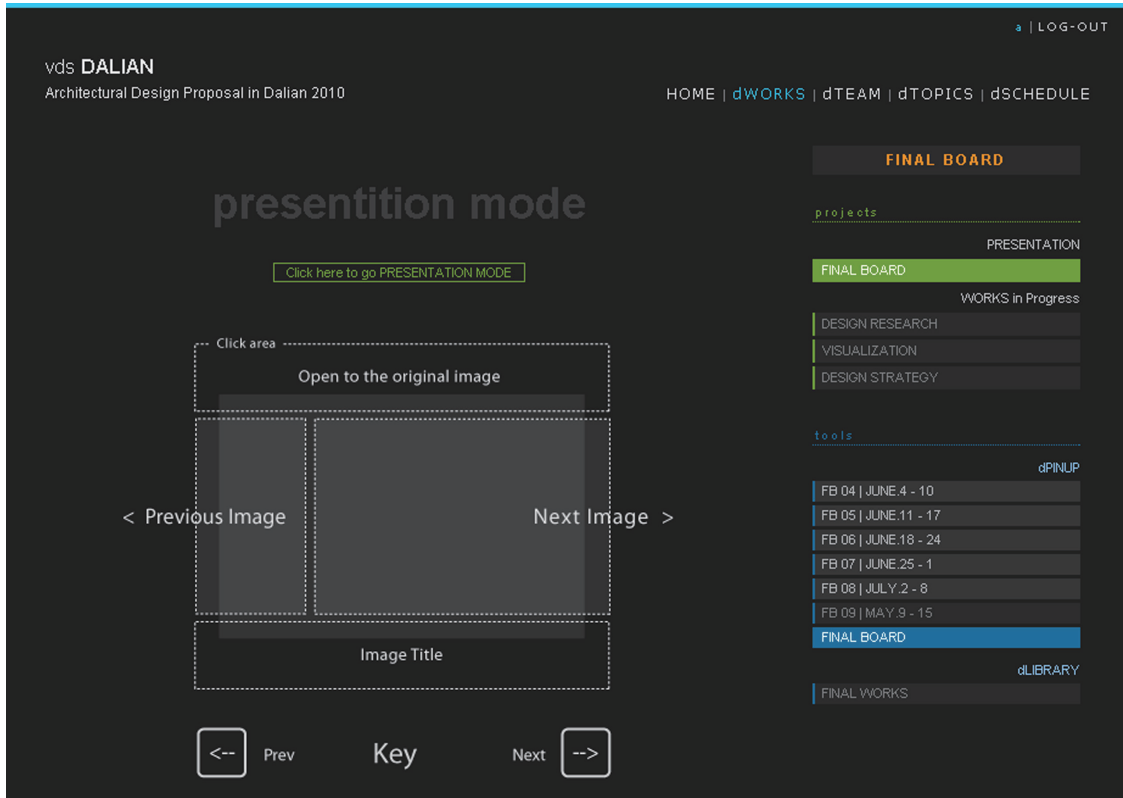 a | LOG-OUT
vds DALIAN
Architectural Design Proposal in Dalian 2010
HOME | dWORKS | dTEAM | dTOPICS | dSCHEDULE
presentition mode
Click here to go PRESENTATION MODE
Click area
Open to the original image
< Previous Image
Next Image >
Image Title
<-- Prev Key Next -->
FINAL BOARD
projects
PRESENTATION
FINAL BOARD
WORKS in Progress
DESIGN RESEARCH
VISUALIZATION
DESIGN STRATEGY
tools
dPINUP
FB 04 | JUNE.4 - 10
FB 05 | JUNE.11 - 17
FB 06 | JUNE.18 - 24
FB 07 | JUNE.25 - 1
FB 08 | JULY.2 - 8
FB 09 | MAY.9 - 15
FINAL BOARD
dLIBRARY
FINAL WORKS